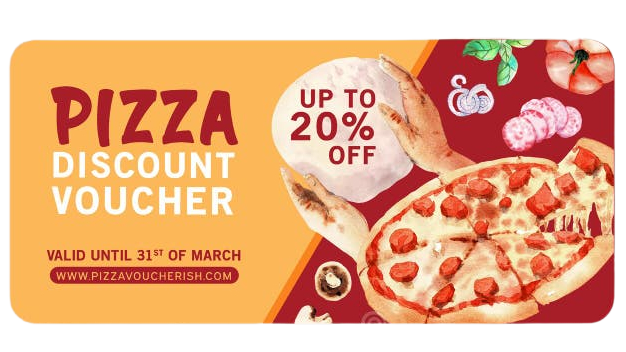 PIZZA
DISCOUNT
VOUCHER
VALID UNTIL 31ST OF MARCH
WWW.PIZZAVOUCHERISH.COM
UP TO
20%
OFF